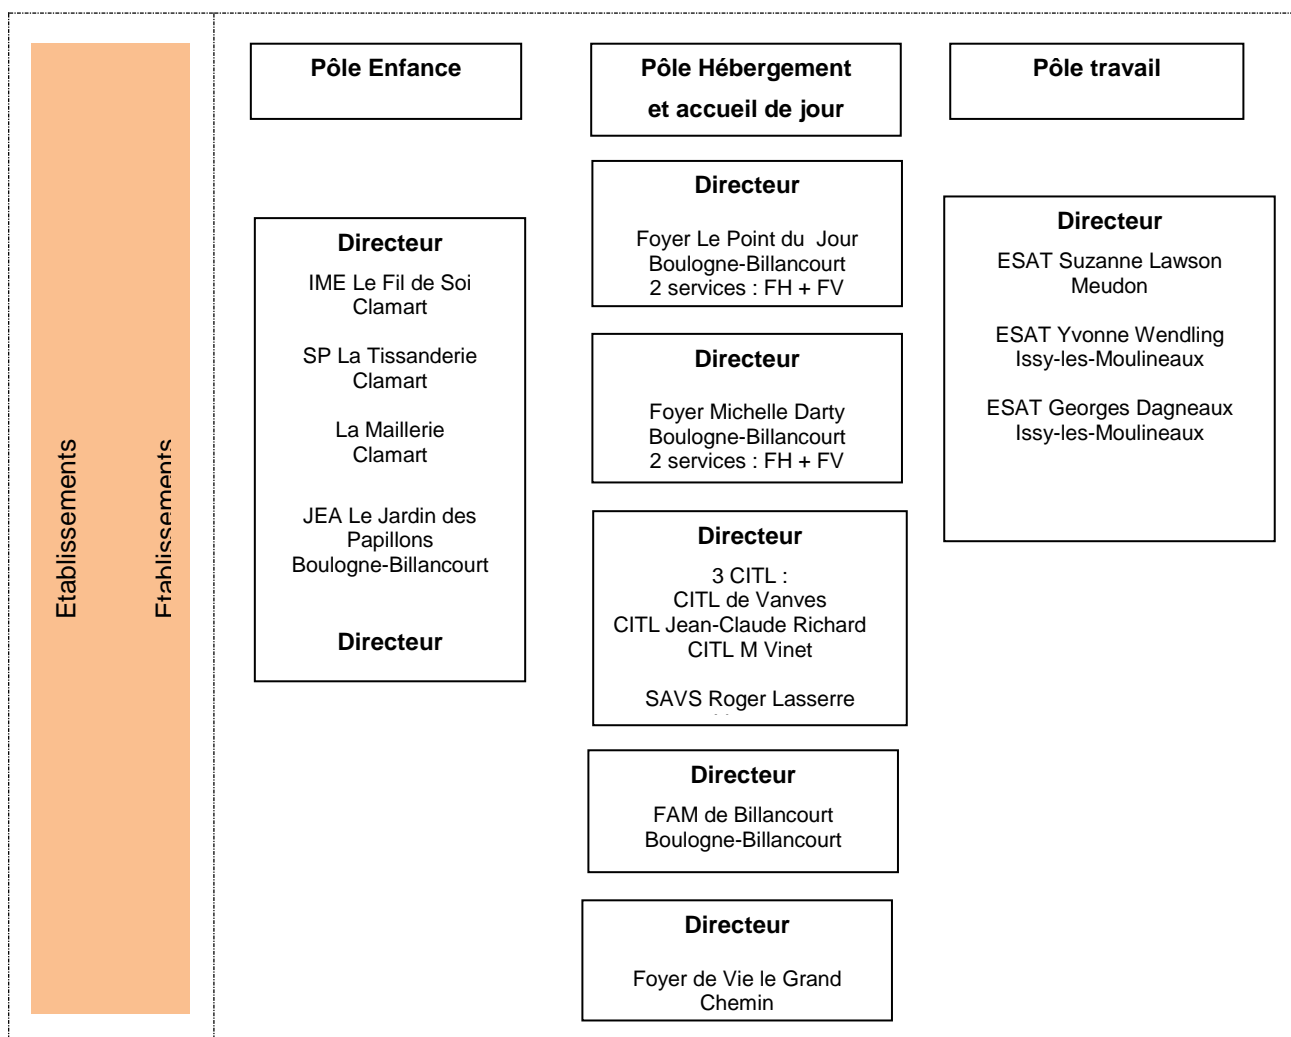 Etablissements
Etablissements
Pôle Enfance
Directeur
IME Le Fil de Soi
Clamart
SP La Tissanderie
Clamart
La Maillerie
Clamart
JEA Le Jardin des
Papillons
Boulogne-Billancourt
Directeur
Pôle Hébergement
et accueil de jour
Directeur
Foyer Le Point du Jour
Boulogne-Billancourt
2 services : FH + FV
Directeur
Foyer Michelle Darty
Boulogne-Billancourt
2 services : FH + FV
Directeur
3 CITL :
CITL de Vanves
CITL Jean-Claude Richard
CITL M Vinet
SAVS Roger Lasserre
Directeur
FAM de Billancourt
Boulogne-Billancourt
Directeur
Foyer de Vie le Grand
Chemin
Pôle travail
Directeur
ESAT Suzanne Lawson
Meudon
ESAT Yvonne Wendling
Issy-les-Moulineaux
ESAT Georges Dagneaux
Issy-les-Moulineaux